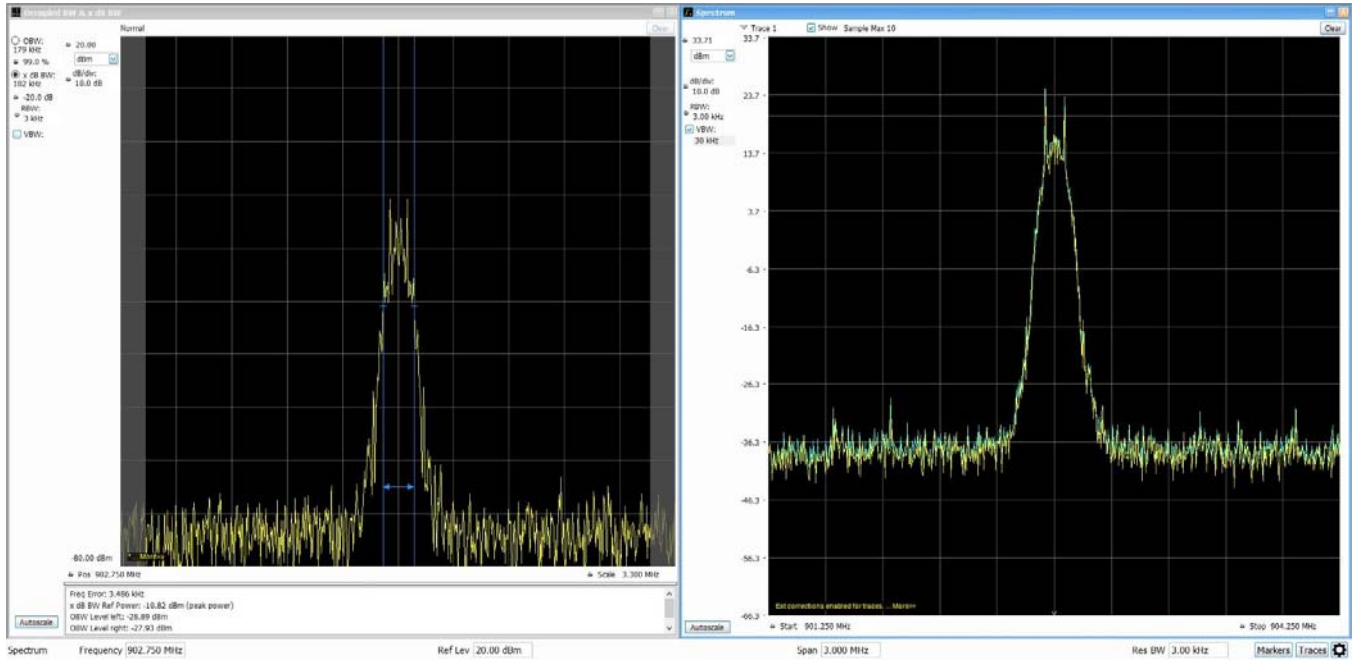 Occupied BW & x dB BW
Normal
Clear
OBW:
179 kHz
99.0 %
x dB BW:
182 kHz
-20.0 dB
RBW:
3 kHz
VBW:
20.00
dBm
dB/div:
10.0 dB
-80.00 dBm
More>>
Pos 902.750 MHz
Scale 3.300 MHz
Autoscale
Freq Error: 3.486 kHz
x dB BW Ref Power: -10.82 dBm (peak power)
OBW Level left: -28.89 dBm
OBW Level right: -27.93 dBm
Spectrum
Trace 1
Show
Sample Max 10
Clear
33.71
dBm
dB/div:
10.0 dB
RBW:
3.00 kHz
VBW:
30 kHz
33.7
23.7
13.7
3.7
-6.3
-16.3
-26.3
-36.3
-46.3
-56.3
-66.3
Ext corrections enabled for traces. ... More>>
Autoscale
Start 901.250 MHz
Stop 904.250 MHz
Spectrum
Frequency 902.750 MHz
Ref Lev 20.00 dBm
Span 3.000 MHz
Res BW 3.00 kHz
Markers
Traces